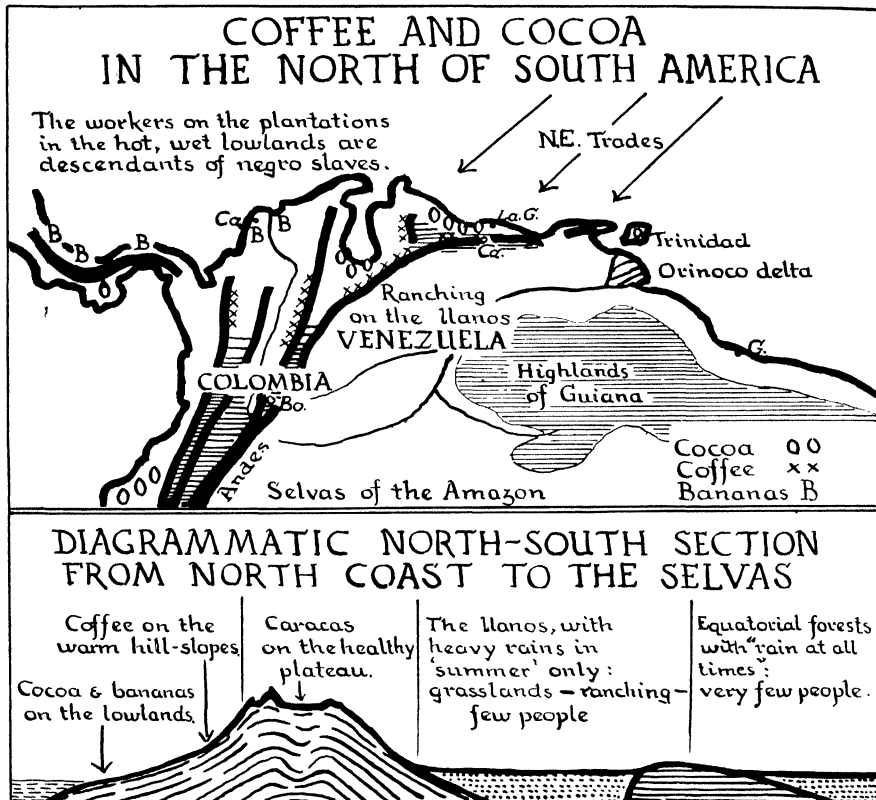 COFFEE AND COCOA
IN THE NORTH OF SOUTH AMERICA
The workers on the plantations
in the hot, wet lowlands are
descendants of negro slaves.
N.E. Trades
Ca.
B
B
B
B
B
La.G.
Ca.
Trinidad
Orinoco delta
Ranching
on the llanos
VENEZUELA
G.
Highlands
of Guiana
COLOMBIA
Bo.
Andes
Selvas of the Amazon
Cocoa 0 0
Coffee x x
Bananas B
DIAGRAMMATIC NORTH-SOUTH SECTION
FROM NORTH COAST TO THE SELVAS
Coffee on the
warm hill-slopes
Cocoa & bananas
on the lowlands.
Caracas
on the healthy
plateau.
The llanos, with
heavy rains in
'summer' only:
grasslands - ranching-
few people
Equatorial forests
with "rain at all
times":
very few people.